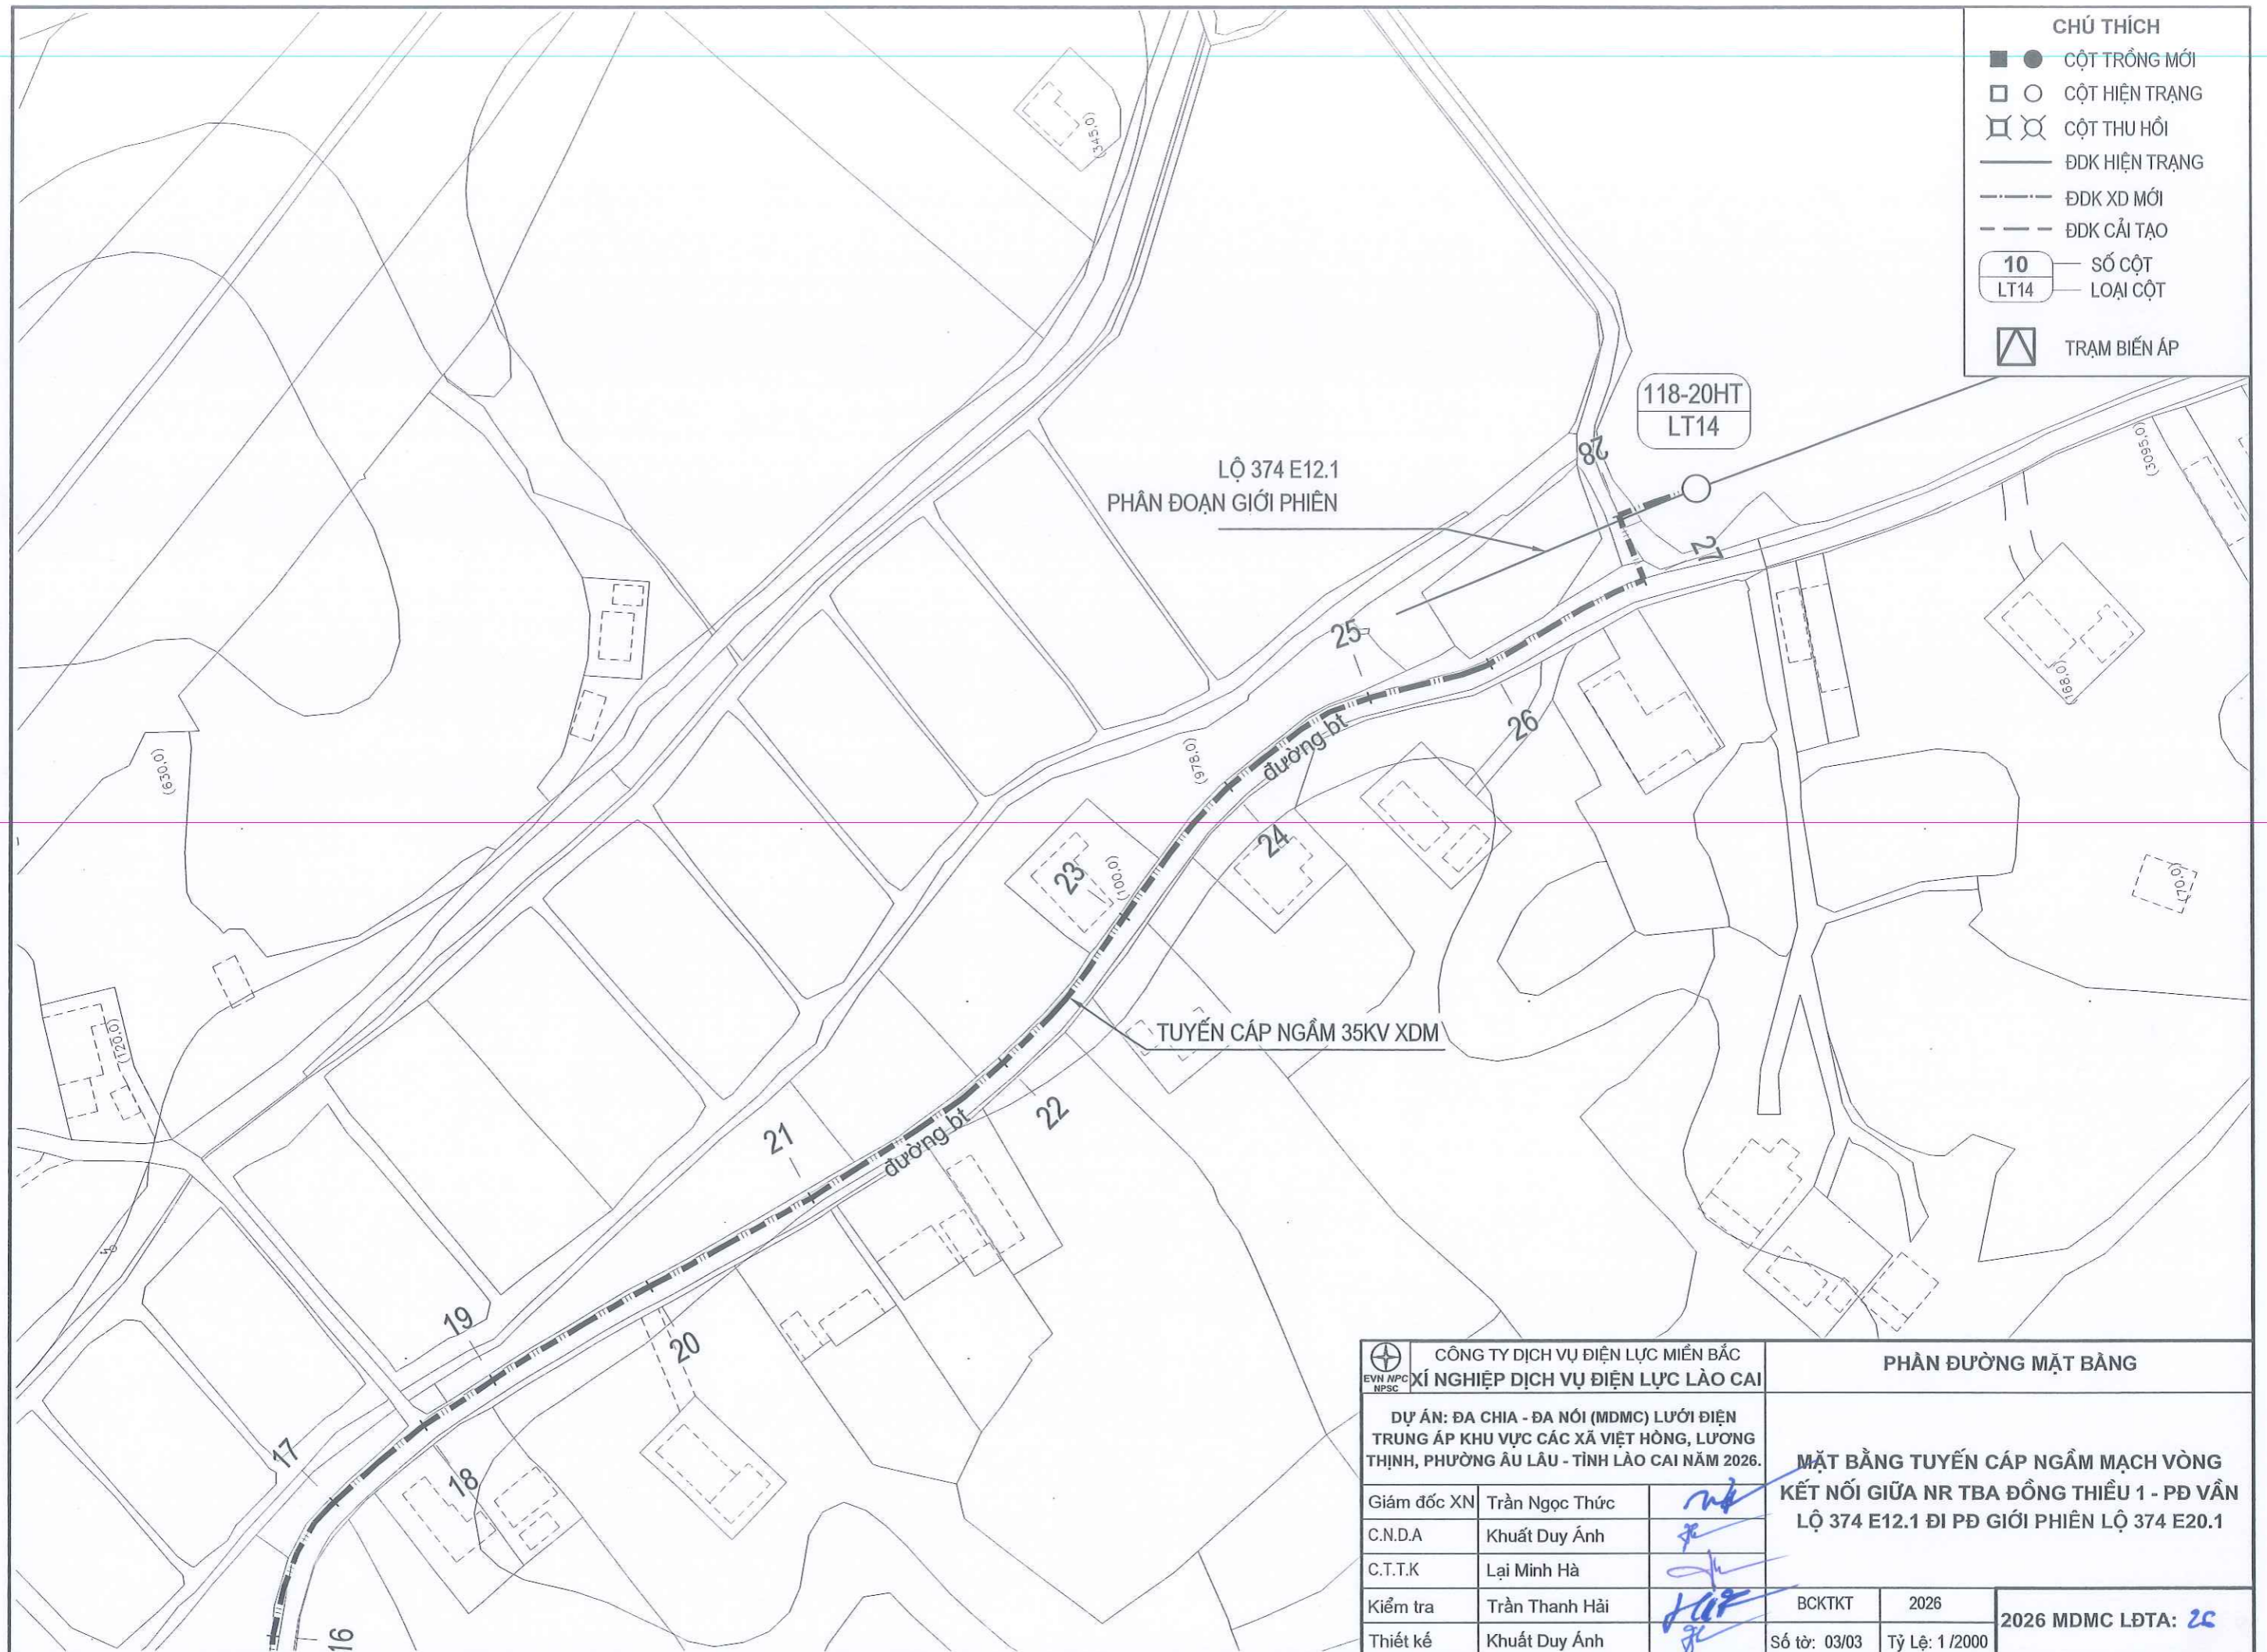 CHÚ THÍCH
CỘT TRỒNG MỚI
CỘT HIỆN TRẠNG
CỘT THU HỒI
ĐDK HIỆN TRẠNG
ĐDK XD MỚI
ĐDK CẢI TẠO
10 SỐ CỘT
LT14 LOẠI CỘT
TRẠM BIẾN ÁP
(345,0)
118-20HT
LT14
28
(3095,0)
LỘ 374 E12.1
PHÂN ĐOẠN GIỚI PHIÊN
27
25
(168,0)
26
đường bt
(978,0)
(630,0)
24
23
(100,0)
(70,0)
TUYẾN CÁP NGẦM 35KV XDM
(120,0)
22
21
đường bt
19
20
17
18
16
EVN NPC
NPSC
CÔNG TY DỊCH VỤ ĐIỆN LỰC MIỀN BẮC
XÍ NGHIỆP DỊCH VỤ ĐIỆN LỰC LÀO CAI
PHẦN ĐƯỜNG MẶT BẰNG
DỰ ÁN: ĐA CHIA - ĐA NỐI (MDMC) LƯỚI ĐIỆN
TRUNG ÁP KHU VỰC CÁC XÃ VIỆT HỒNG, LƯƠNG
THỊNH, PHƯỜNG ÂU LÂU - TỈNH LÀO CAI NĂM 2026.
MẶT BẰNG TUYẾN CÁP NGẦM MẠCH VÒNG
KẾT NỐI GIỮA NR TBA ĐỒNG THIỀU 1 - PĐ VẦN
LỘ 374 E12.1 ĐI PĐ GIỚI PHIÊN LỘ 374 E20.1
Giám đốc XN Trần Ngọc Thức
C.N.D.A Khuất Duy Ánh
C.T.T.K Lại Minh Hà
Kiểm tra Trần Thanh Hải
BCKTKT 2026
2026 MDMC LĐTA:
Thiết kế Khuất Duy Ánh
Số tờ: 03/03 Tỷ Lệ: 1/2000